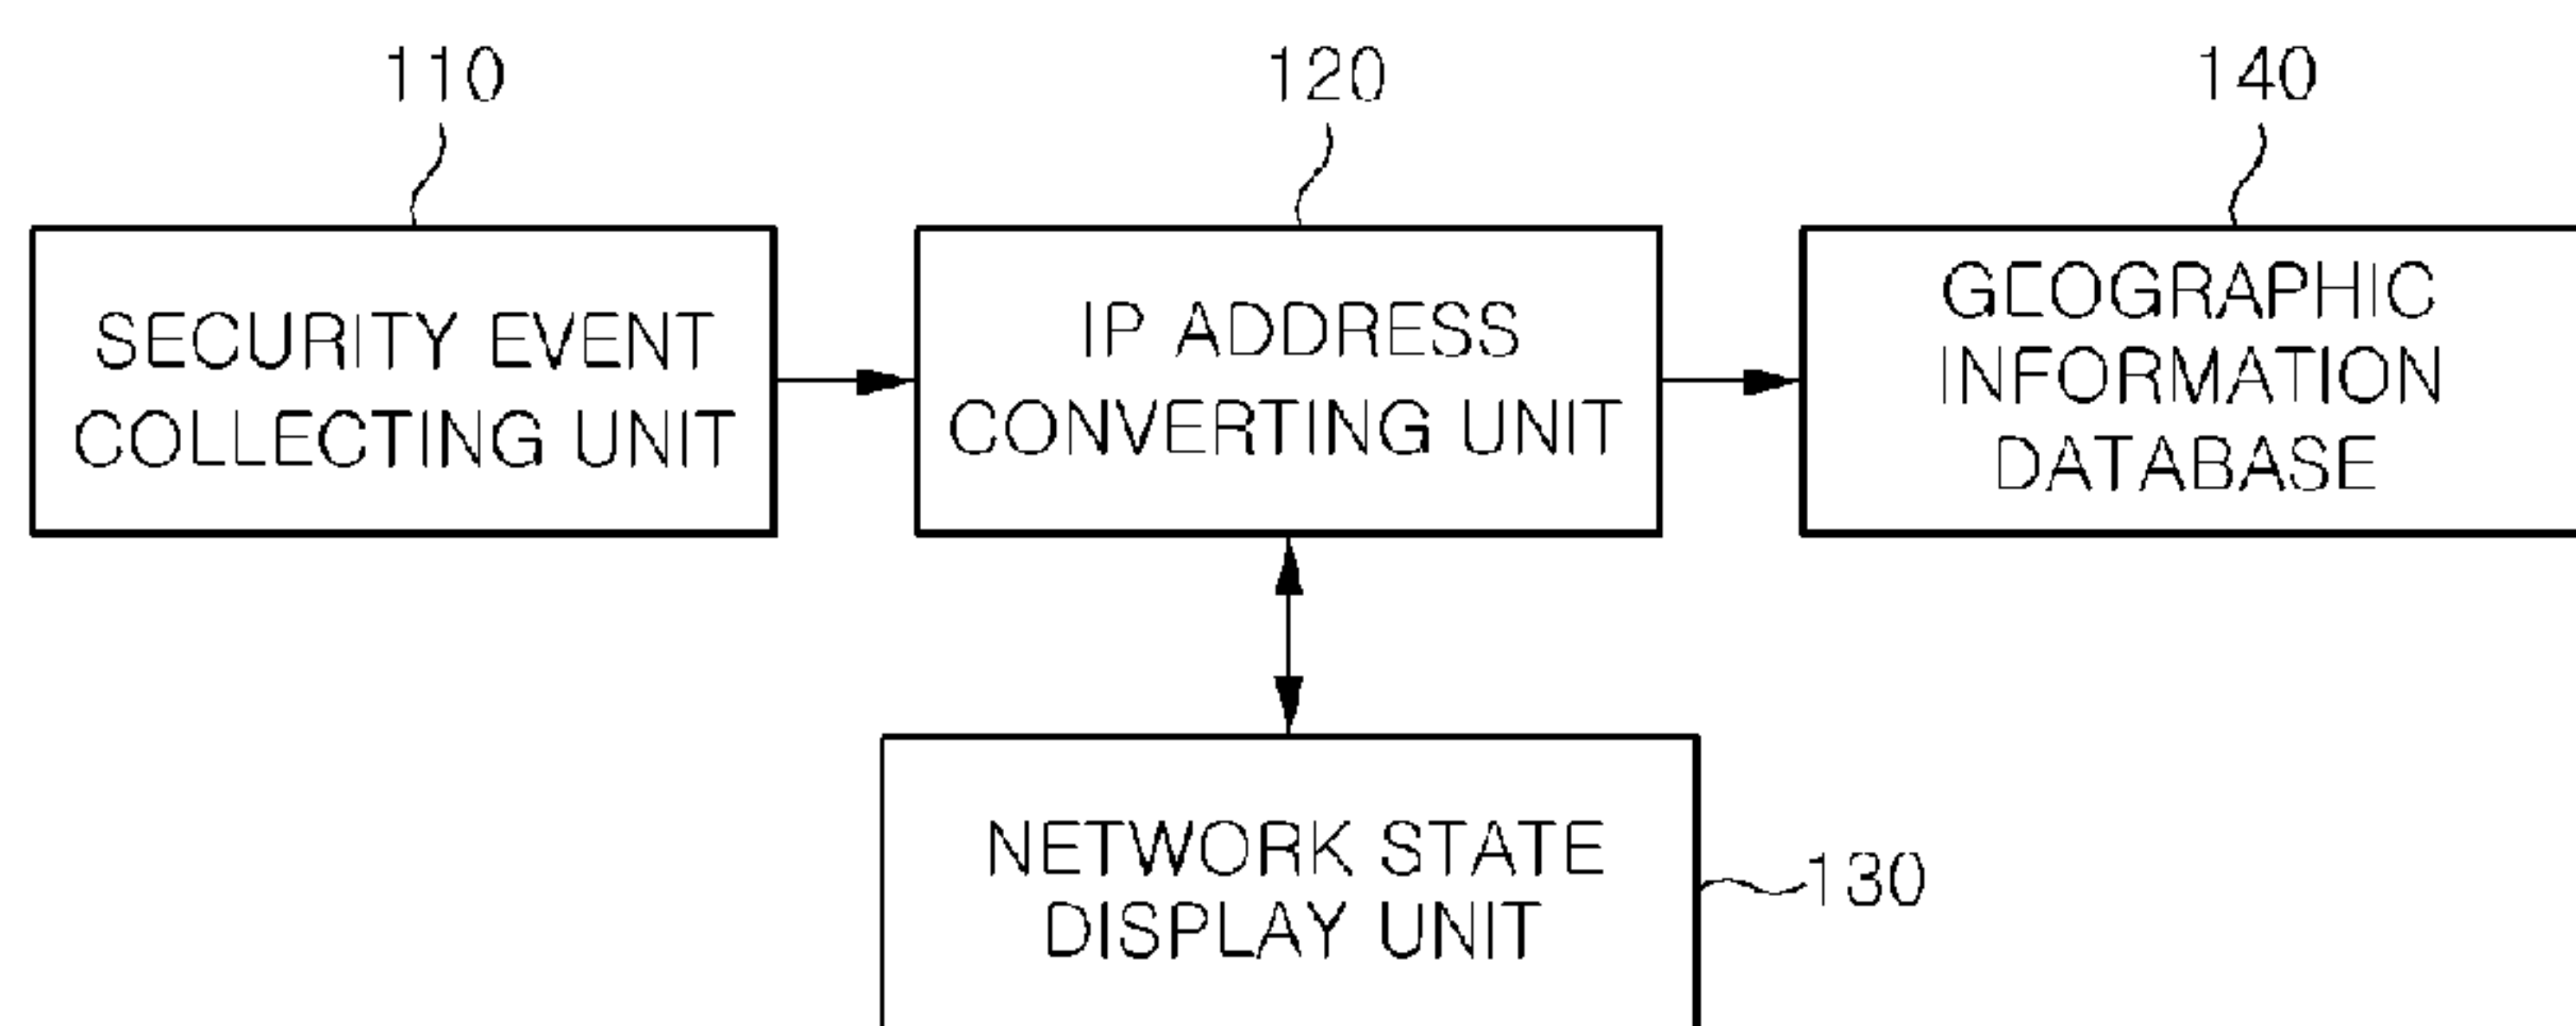 110
120
140
SECURITY EVENT
COLLECTING UNIT
IP ADDRESS
CONVERTING UNIT
GEOGRAPHIC
INFORMATION
DATABASE
NETWORK STATE
DISPLAY UNIT
130